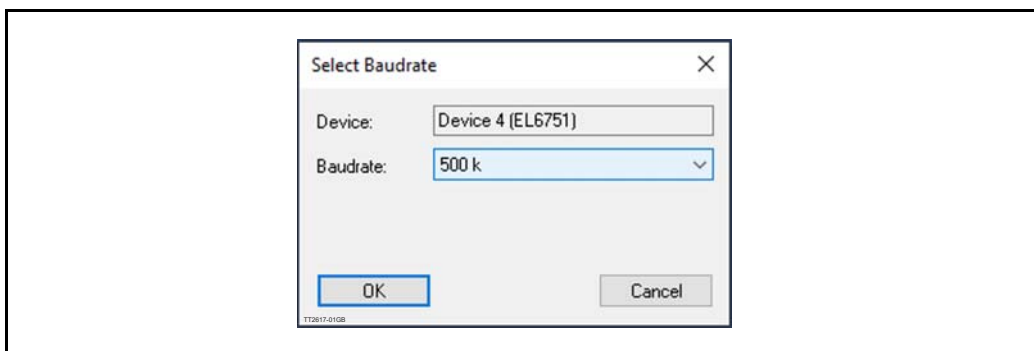 Select Baudrate
Device: Device 4 (EL6751)
Baudrate: 500 k
OK Cancel
TT2617-01GB